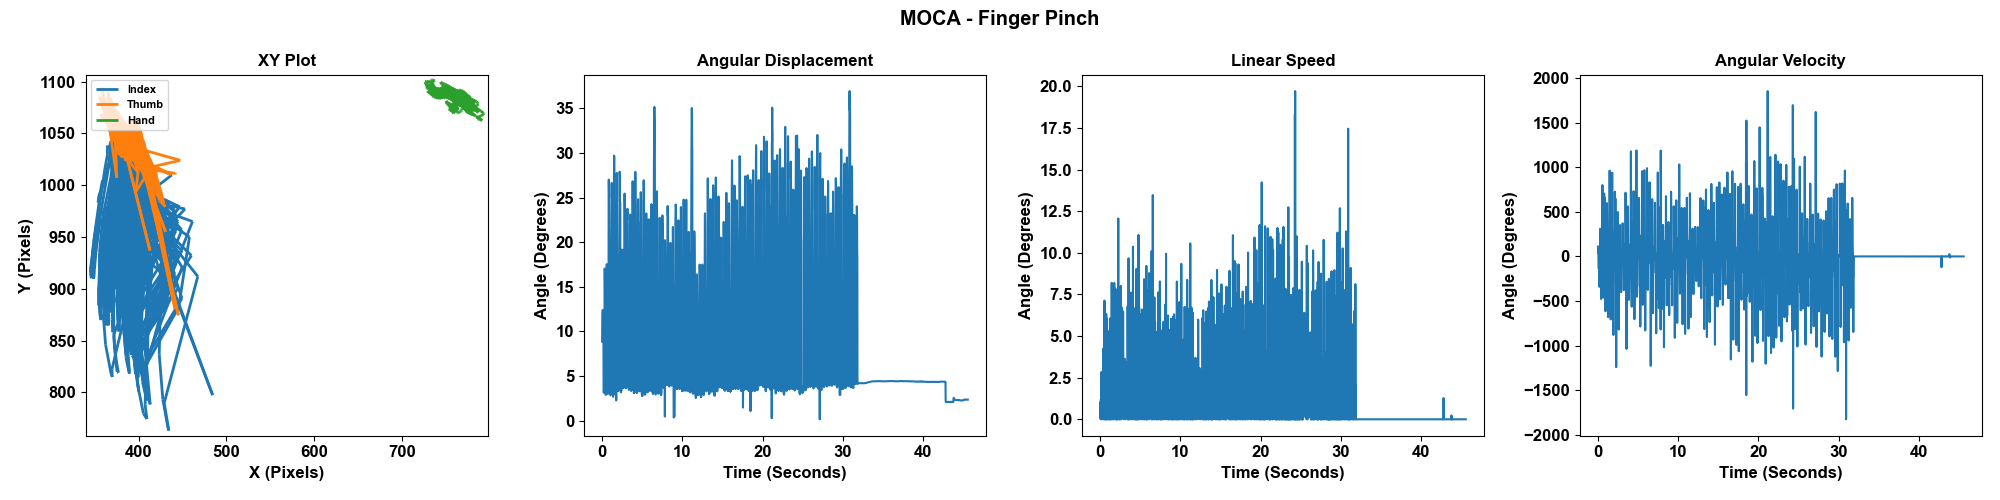 MOCA - Finger Pinch
XY Plot
Index
Thumb
Hand
1100
1050
1000
950
900
850
800
Y (Pixels)
400 500 600 700
X (Pixels)
Angular Displacement
35
30
25
20
15
10
5
0
Angle (Degrees)
0 10 20 30 40
Time (Seconds)
Linear Speed
20.0
17.5
15.0
12.5
10.0
7.5
5.0
2.5
0.0
Angle (Degrees)
0 10 20 30 40
Time (Seconds)
Angular Velocity
2000
1500
1000
500
0
−500
−1000
−1500
−2000
Angle (Degrees)
0 10 20 30 40
Time (Seconds)